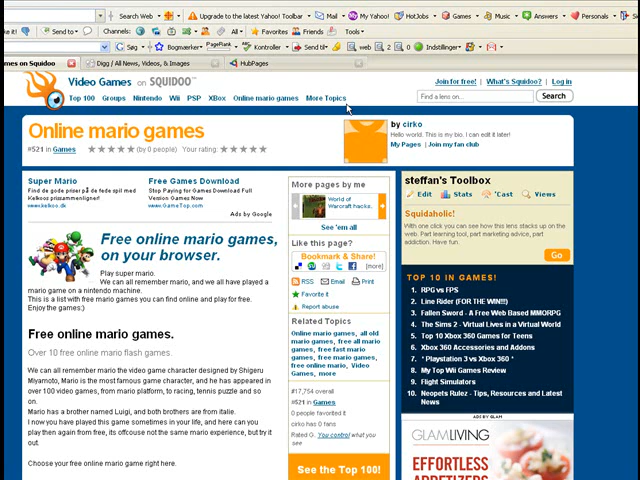 Search Web
Upgrade to the latest Yahoo! Toolbar
Mail
My Yahoo!
HotJobs
Games
Music
Answers
Personals
Send to
Channels:
All
Favorites
Friends
Tools
Søg
Bogmærker
PageRank
Kontroller
Send til
web
2
0
Indstillinger
mes on Squidoo
Digg / All News, Videos, & Images
HubPages
Video Games on SQUIDOO
Join for free! | What's Squidoo? | Log in
Top 100 Groups Nintendo Wii PSP XBox Online mario games More Topics
Find a lens on...
Search
Online mario games
#521 in Games
(by 0 people) Your rating:
by cirko
Hello world. This is my bio. I can edit it later!
My Pages | Join my fan club
Super Mario
Find de gode priser på de fede spil med
Kelkoos prissammenligner!
www.kelkoo.dk
Free Games Download
Stop Paying for Games Download Full
Version Games Now
www.GameTop.com
Ads by Google
Free online mario games,
on your browser.
Play super mario.
We can all remember mario, and we all have played a
mario game on a nintendo machine.
This is a list with free mario games you can find online and play for free.
Enjoy the games:)
Free online mario games.
Over 10 free online mario flash games.
We can all remember the video game character designed by Shigeru
Miyamoto, Mario is the most famous game character, and he has appeared
in over 100 video games, from mario platform, to racing, tennis puzzle and so
on.
Mario has a brother named Luigi, and both brothers are from italie.
I now you have played this game sometimes in your life, and here can you
play then again from free, its offcouse not the same mario experience, but try it
out.
Choose your free online mario game right here.
More pages by me
World of
Warcraft hacks.
See 'em all
Like this page?
Bookmark & Share!
[more]
RSS
Email
Print
Favorite it
Report abuse
Related Topics
Online mario games, all old
mario games, free all mario
games, free fast mario
games, free mario games,
free online mario, Video
Games, more
#17,754 overall
#521 in Games
0 people favorited it
cirko has 0 fans
Rated G. You control what you
see
See the Top 100!
steffan's Toolbox
Edit
Stats
'Cast
Views
Squidaholic!
With one click you can see how this lens stacks up on the
web. Part learning tool, part marketing advice, part
addiction. Have fun.
Go
TOP 10 IN GAMES!
1. RPG vs FPS
2. Line Rider (FOR THE WIN!!!)
3. Fallen Sword - A Free Web Based MMORPG
4. The Sims 2 - Virtual Lives in a Virtual World
5. Top 10 Xbox 360 Games for Teens
6. Xbox 360 Accessories and Addons
7. * Playstation 3 vs Xbox 360 *
8. My Top Wii Games Review
9. Flight Simulators
10. Neopets Rulez - Tips, Resources and Latest
News
ADS BY GLAM
GLAMLIVING
EFFORTLESS
APPETIZERS